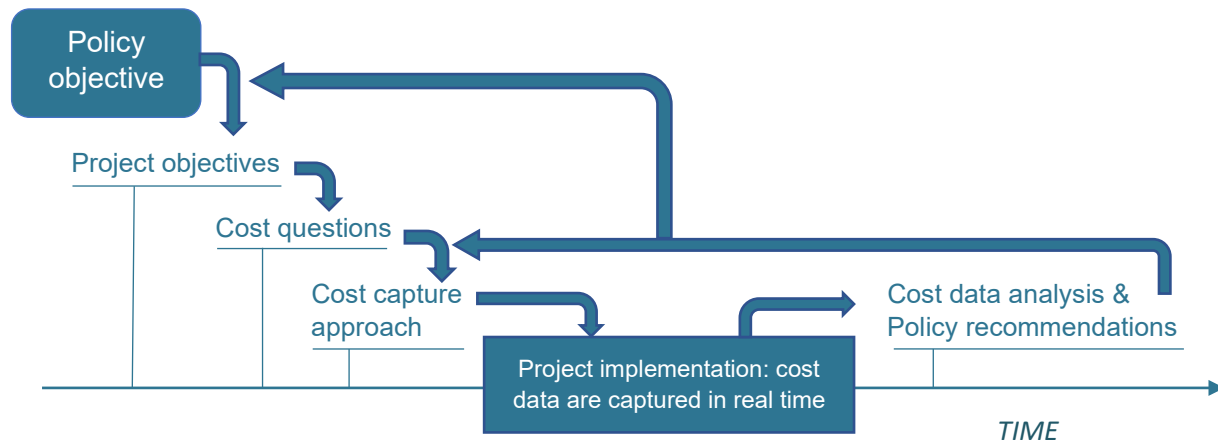 Policy
objective
Project objectives
Cost questions
Cost capture
approach
Cost data analysis &
Policy recommendations
Project implementation: cost
data are captured in real time
TIME